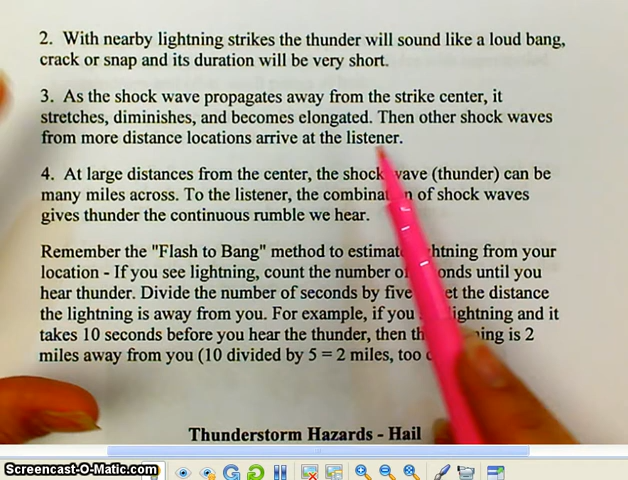 2. With nearby lightning strikes the thunder will sound like a loud bang,
crack or snap and its duration will be very short.
3. As the shock wave propagates away from the strike center, it
stretches, diminishes, and becomes elongated. Then other shock waves
from more distance locations arrive at the listener.
4. At large distances from the center, the shock wave (thunder) can be
many miles across. To the listener, the combination of shock waves
gives thunder the continuous rumble we hear.
Remember the "Flash to Bang" method to estimate lightning from your
location - If you see lightning, count the number of seconds until you
hear thunder. Divide the number of seconds by five to get the distance
the lightning is away from you. For example, if you see lightning and it
takes 10 seconds before you hear the thunder, then the lightning is 2
miles away from you (10 divided by 5 = 2 miles, too
Thunderstorm Hazards - Hail
Screencast-O-Matic.com